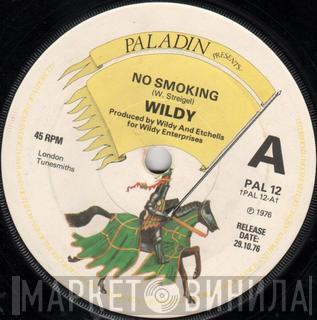 PALADIN
PRESENTS..
NO SMOKING
(W. Streigel)
WILDY
Produced by Wildy And Etchells
for Wildy Enterprises
45 RPM
London
Tunesmiths
A
PAL 12
1PAL 12-A1
℗ 1976
RELEASE
DATE:
29.10.76
МАРКЕТ ВИНИЛА